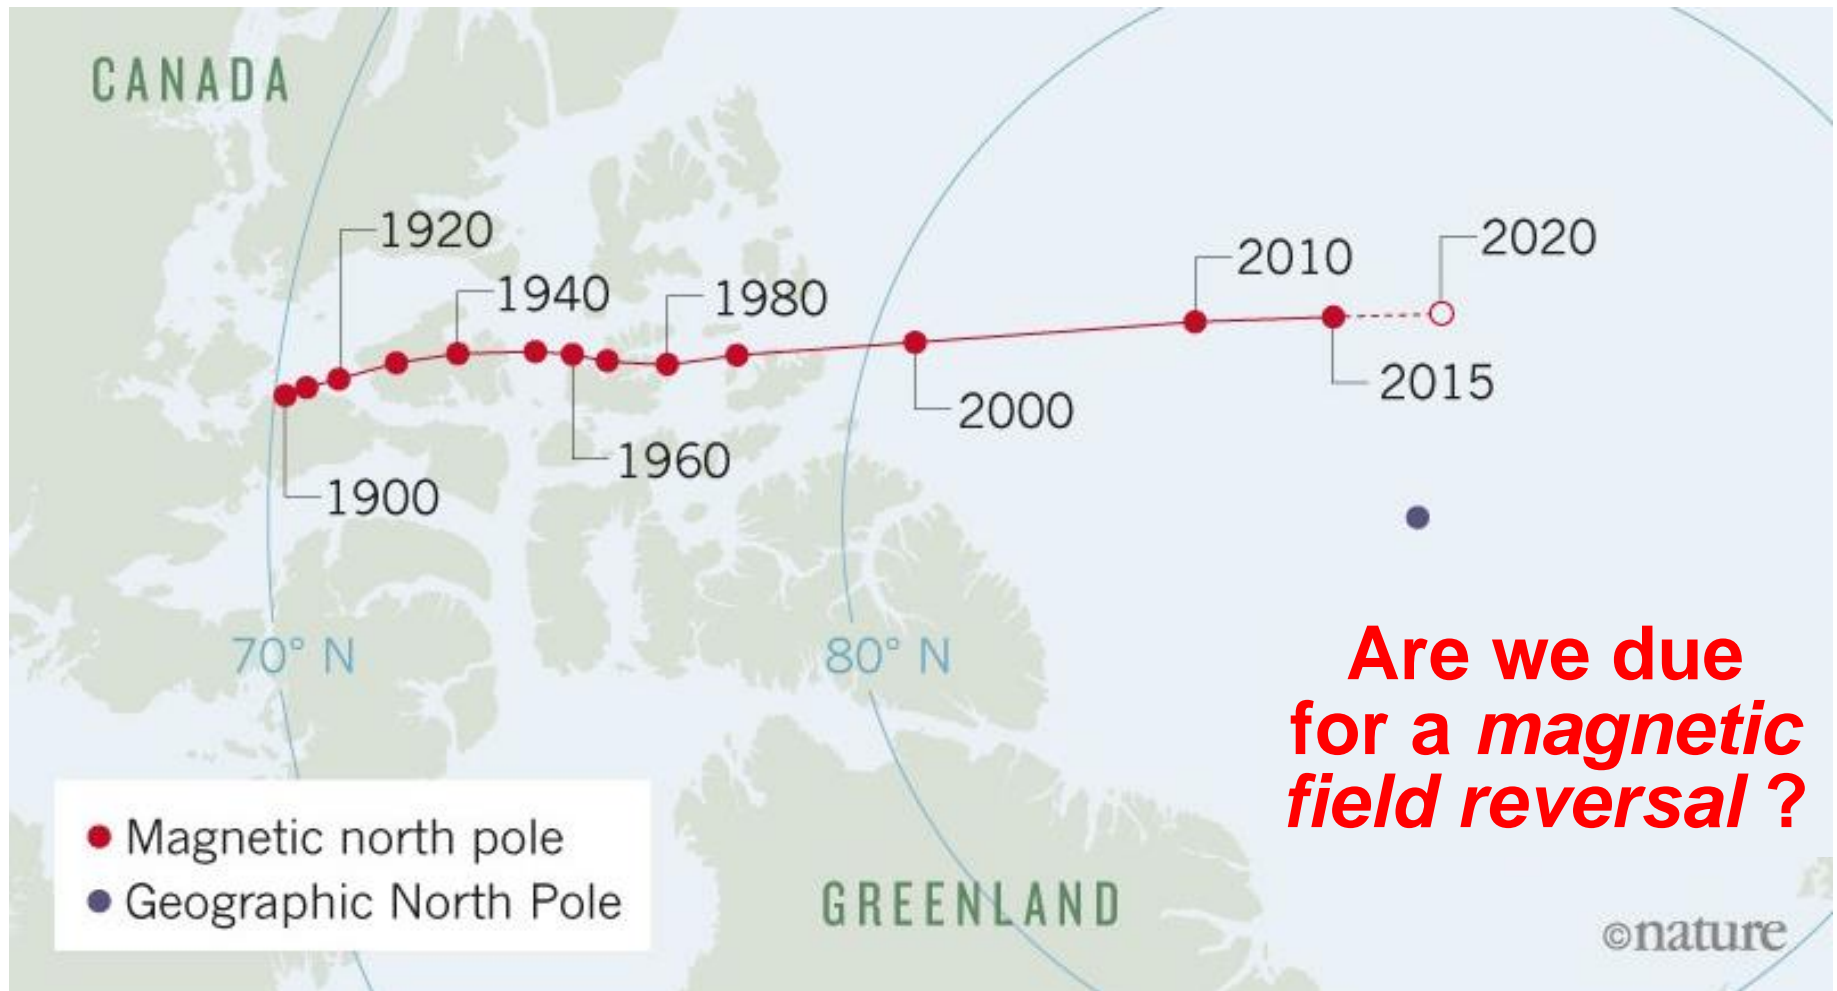 CANADA
1920
1940
1980
2010
2020
1900
1960
2000
2015
70° N
80° N
Are we due
for a magnetic
field reversal ?
Magnetic north pole
Geographic North Pole
GREENLAND
©nature